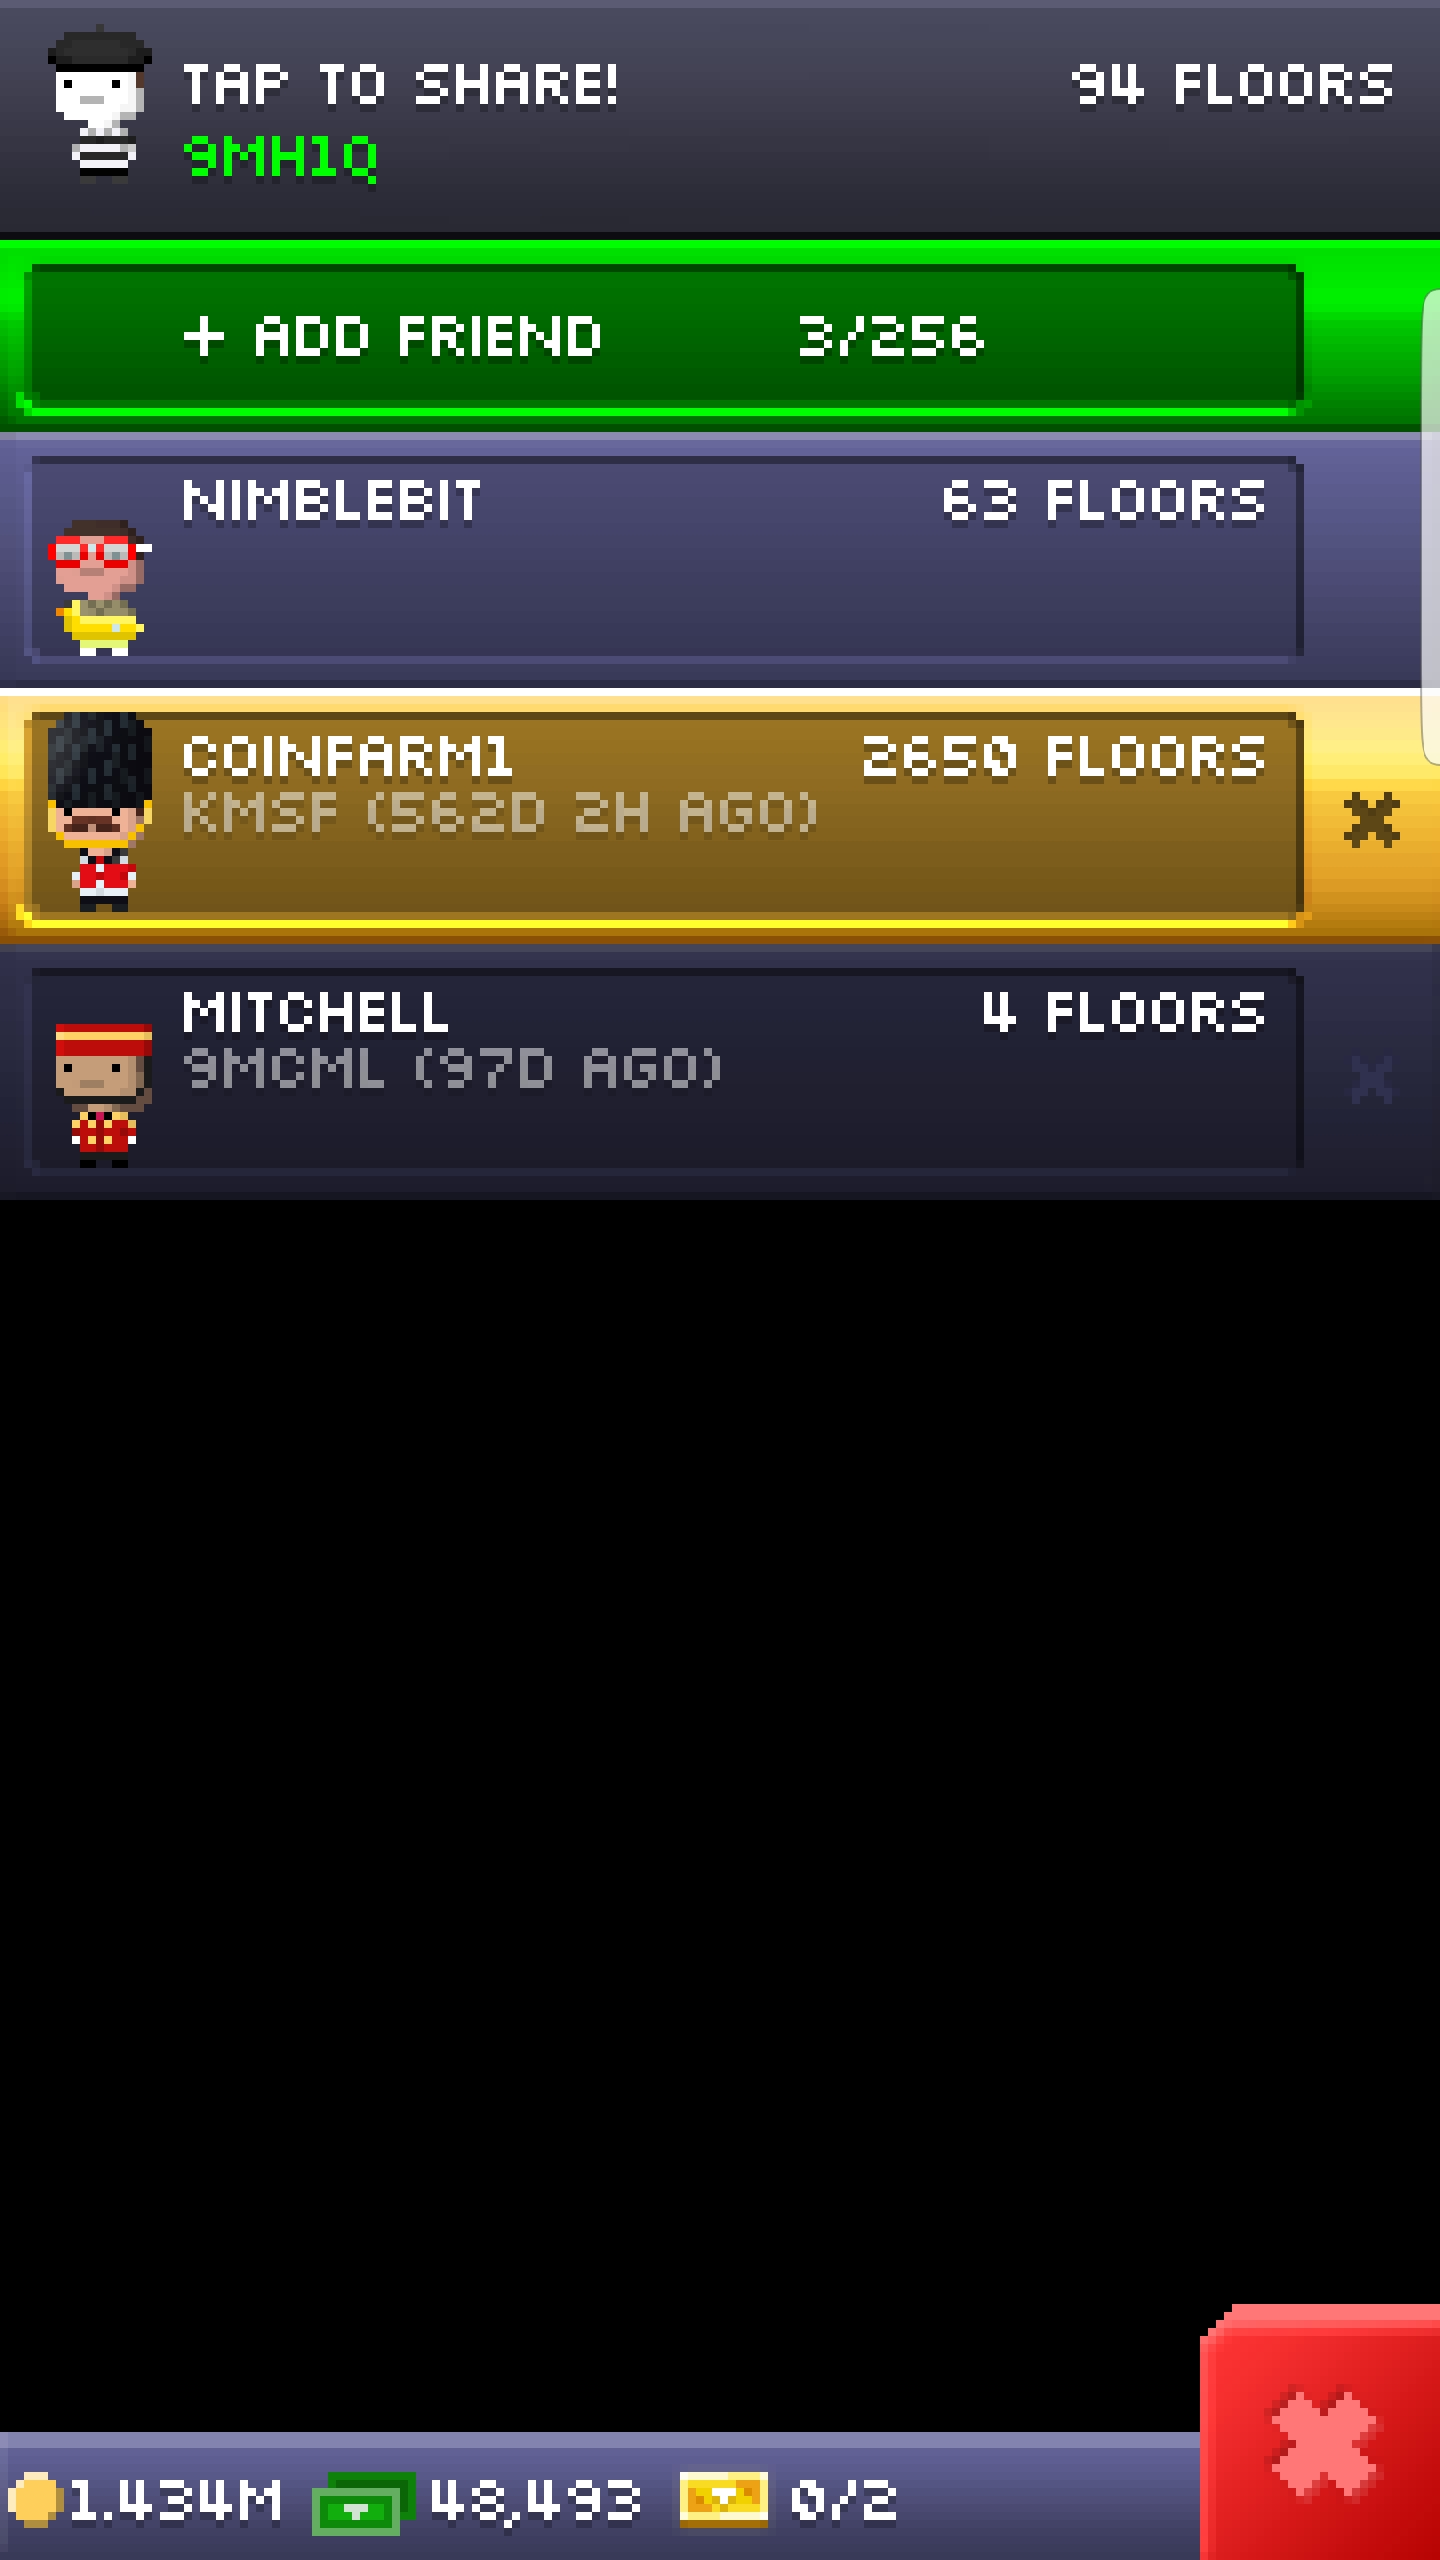 TAP TO SHARE! 94 FLOORS
9MH1Q
+ ADD FRIEND 3/256
NIMBLEBIT 63 FLOORS
COINFARM1 2650 FLOORS
KMSF (562D 2H AGO)
MITCHELL 4 FLOORS
9MCML (97D AGO)
1.434M 48,493 0/2